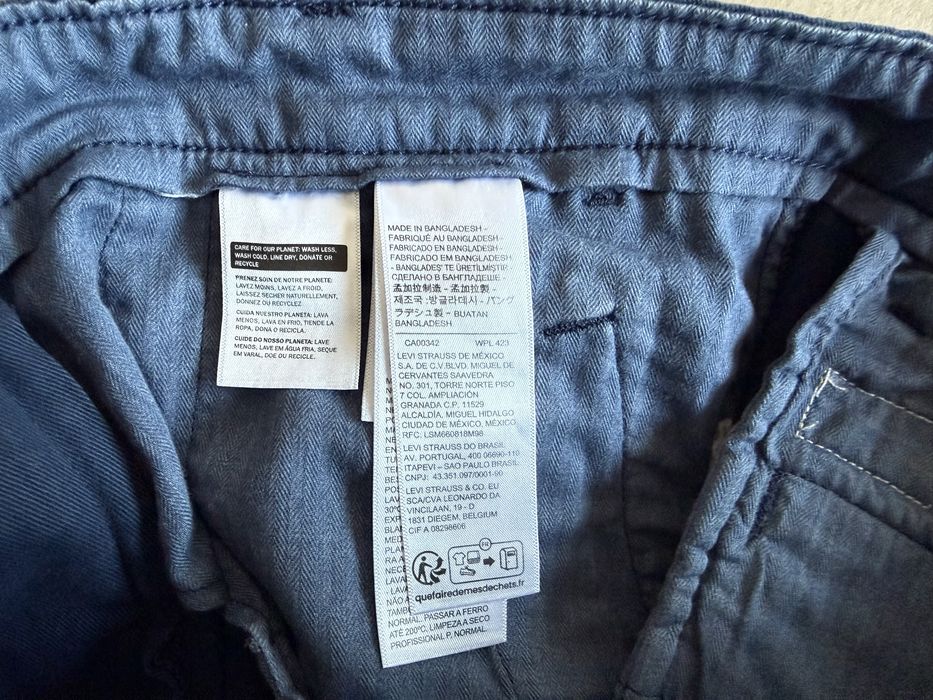 CARE FOR OUR PLANET: WASH LESS,
WASH COLD, LINE DRY, DONATE OR
RECYCLE
PRENEZ SOIN DE NOTRE PLANETE:
LAVEZ MOINS, LAVEZ A FROID,
LAISSEZ SECHER NATURELLEMENT,
DONNEZ OU RECYCLEZ
CUIDA NUESTRO PLANETA: LAVA
MENOS, LAVA EN FRIO, TIENDE LA
ROPA, DONA O RECICLA.
CUIDE DO NOSSO PLANETA: LAVE
MENOS, LAVE EM ÁGUA FRIA, SEQUE
EM VARAL, DOE OU RECICLE.
MADE IN BANGLADESH -
FABRIQUÉ AU BANGLADESH-
FABRICADO EN BANGLADESH-
FABRICADO EM BANGLADESH
- BANGLADES' TE ÜRETİLMİŞTİR
СДЕЛАНО В БАНГЛАДЕШЕ -
孟加拉制造 - 孟加拉製 -
제조국 :방글라데시 - バング
ラデシュ製 - BUATAN
BANGLADESH
CA00342 WPL 423
LEVI STRAUSS DE MÉXICO
S.A. DE C.V.BLVD. MIGUEL DE
CERVANTES SAAVEDRA
NO. 301, TORRE NORTE PISO
7 COL. AMPLIACIÓN
GRANADA C.P. 11529
ALCALDÍA, MIGUEL HIDALGO
CIUDAD DE MÉXICO, MÉXICO
RFC: LSM660818M98
LEVI STRAUSS DO BRASIL
AV. PORTUGAL, 400 06690-110
ITAPEVI – SAO PAULO BRASIL
CNPJ: 43.351.097/0001-90
LEVI STRAUSS & CO. EU
SCA/CVA LEONARDO DA
VINCILAAN, 19 - D
1831 DIEGEM, BELGIUM
CIF A 08298606
FR
quefairedemesdechets.fr
NORMAL. PASSAR A FERRO
ATÉ 200°C. LIMPEZA A SECO
PROFISSIONAL P, NORMAL.